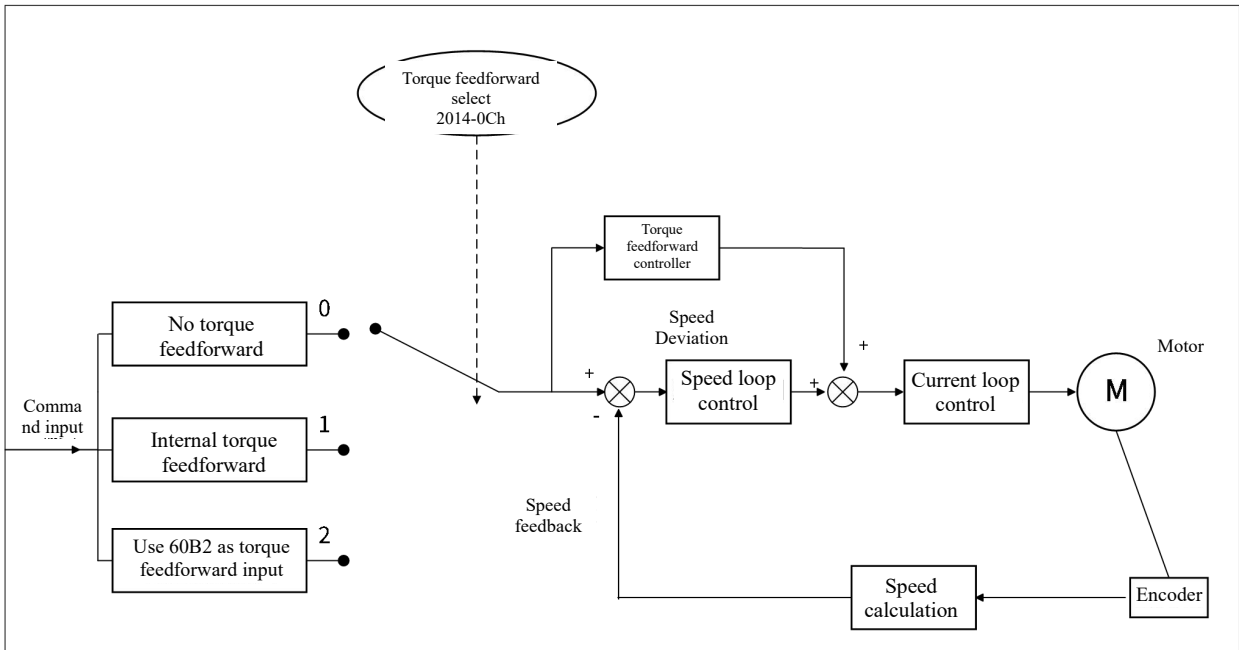 Torque feedforward
select
2014-0Ch
Torque
feedforward
controller
0
No torque
feedforward
Speed
Deviation
+
Motor
+
Speed loop
control
+
Current loop
control
M
Comma
nd input
-
1
Internal torque
feedforward
Speed
feedback
2
Use 60B2 as torque
feedforward input
Speed
calculation
Encoder